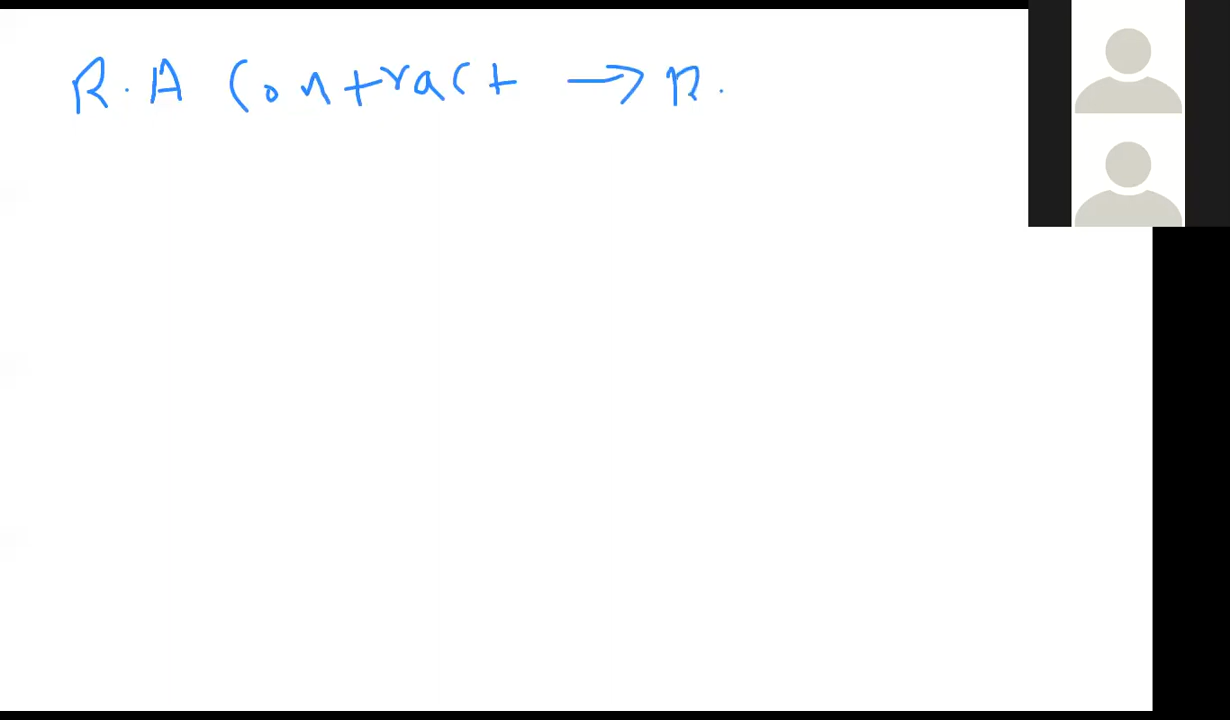 R.A Contract → R.